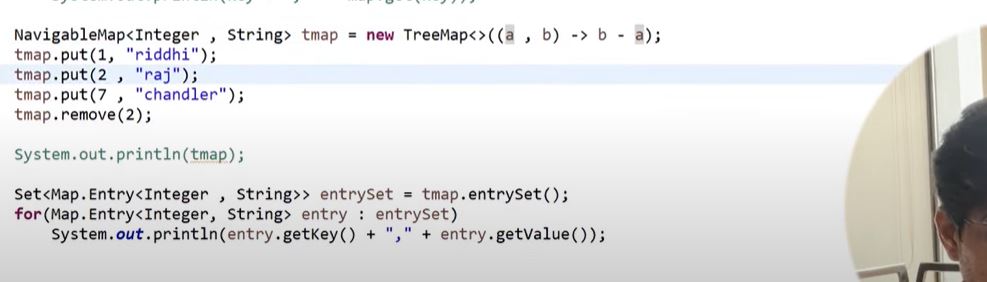 NavigableMap<Integer , String> tmap = new TreeMap<>((a , b) -> b - a);
tmap.put(1, "riddhi");
tmap.put(2 , "raj");
tmap.put(7 , "chandler");
tmap.remove(2);
System.out.println(tmap);
Set<Map.Entry<Integer , String>> entrySet = tmap.entrySet();
for(Map.Entry<Integer, String> entry : entrySet)
System.out.println(entry.getKey() + "," + entry.getValue());